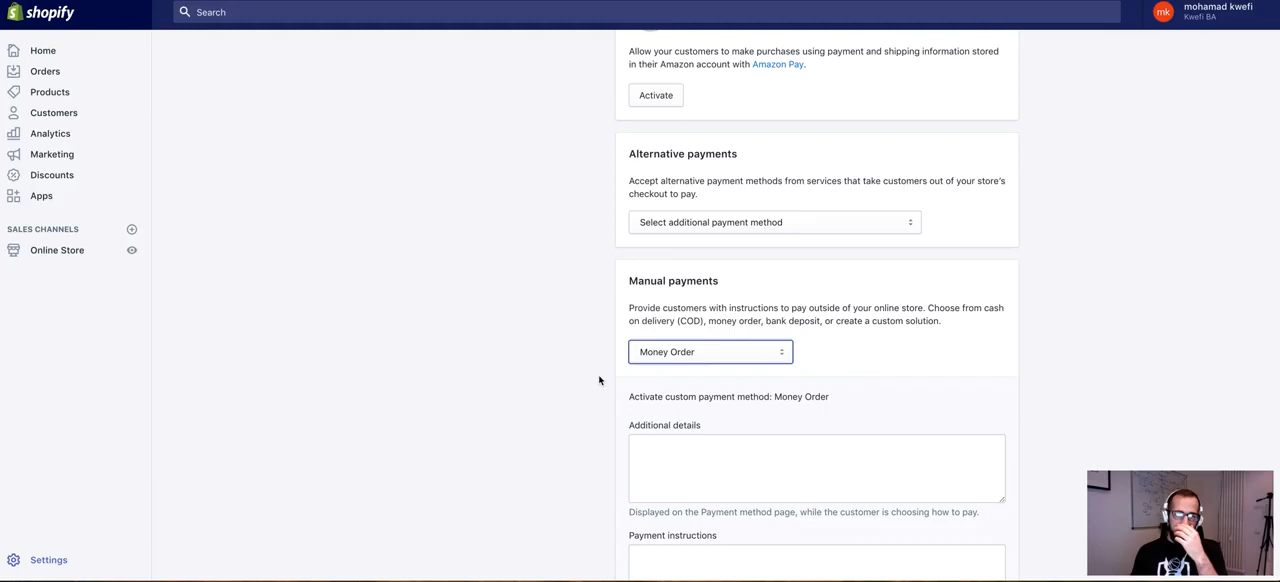 shopify
Search
mk
mohamad kwefi
Kwefi BA
Home
Orders
Products
Customers
Analytics
Marketing
Discounts
Apps
SALES CHANNELS
Online Store
Settings
Allow your customers to make purchases using payment and shipping information stored
in their Amazon account with Amazon Pay.
Activate
Alternative payments
Accept alternative payment methods from services that take customers out of your store's
checkout to pay.
Select additional payment method
Manual payments
Provide customers with instructions to pay outside of your online store. Choose from cash
on delivery (COD), money order, bank deposit, or create a custom solution.
Money Order
Activate custom payment method: Money Order
Additional details
Displayed on the Payment method page, while the customer is choosing how to pay.
Payment instructions